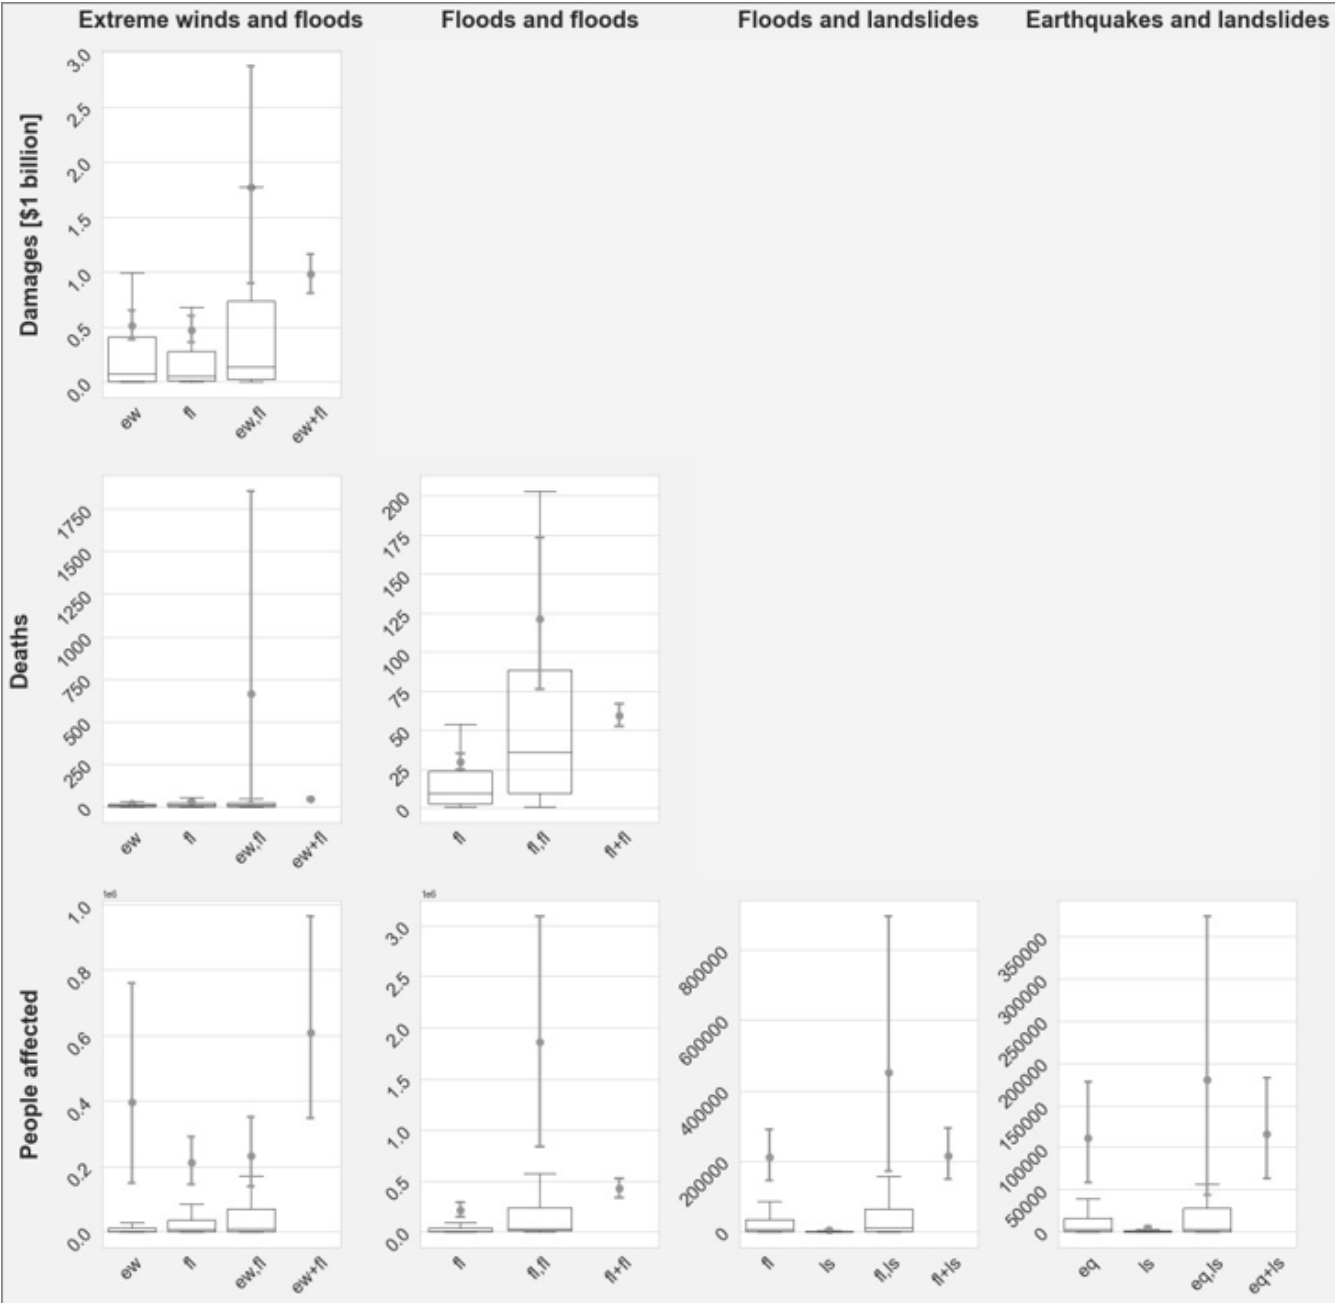 Extreme winds and floods
Floods and floods
Floods and landslides
Earthquakes and landslides
Damages [$1 billion]
3.0
2.5
2.0
1.5
1.0
0.5
0.0
ew
fl
ew,fl
ew+fl
Deaths
1750
1500
1250
1000
750
500
250
0
ew
fl
ew,fl
ew+fl
200
175
150
125
100
75
50
25
0
fl
fl,fl
fl+fl
People affected
1e6
1.0
0.8
0.6
0.4
0.2
0.0
ew
fl
ew,fl
ew+fl
1e6
3.0
2.5
2.0
1.5
1.0
0.5
0.0
fl
fl,fl
fl+fl
800000
600000
400000
200000
0
fl
ls
fl,ls
fl+ls
350000
300000
250000
200000
150000
100000
50000
0
eq
ls
eq,ls
eq+ls